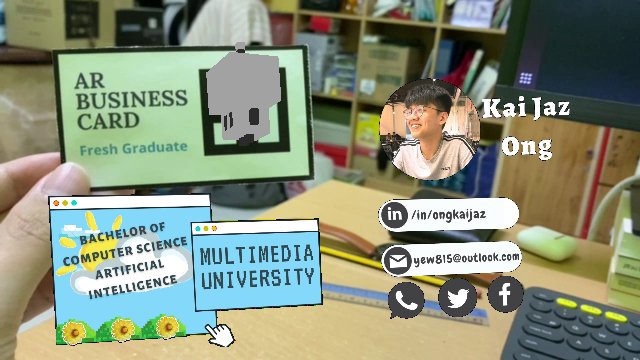 AR
BUSINESS
CARD
Fresh Graduate
Kai Jaz
Ong
in /in/ongkaijaz
yew815@outlook.com
BACHELOR OF
COMPUTER SCIENCE
ARTIFICIAL
INTELLIGENCE
MULTIMEDIA
UNIVERSITY
f